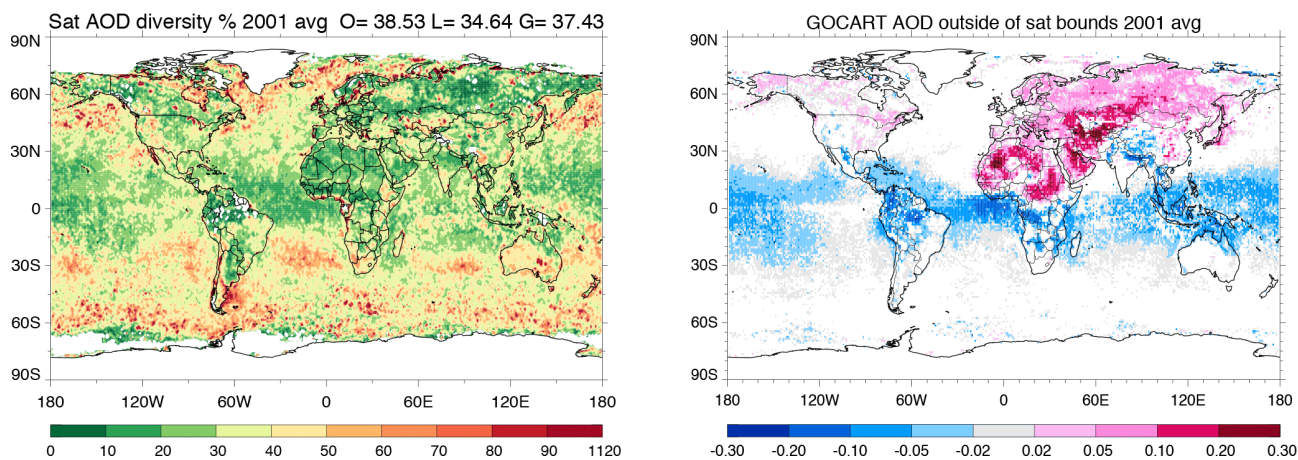 Sat AOD diversity % 2001 avg O= 38.53 L= 34.64 G= 37.43
90N
60N
30N
0
30S
60S
90S
180 120W 60W 0 60E 120E 180
0 10 20 30 40 50 60 70 80 90 1120
GOCART AOD outside of sat bounds 2001 avg
90N
60N
30N
0
30S
60S
90S
180 120W 60W 0 60E 120E 180
-0.30 -0.20 -0.10 -0.05 -0.02 0.02 0.05 0.10 0.20 0.30